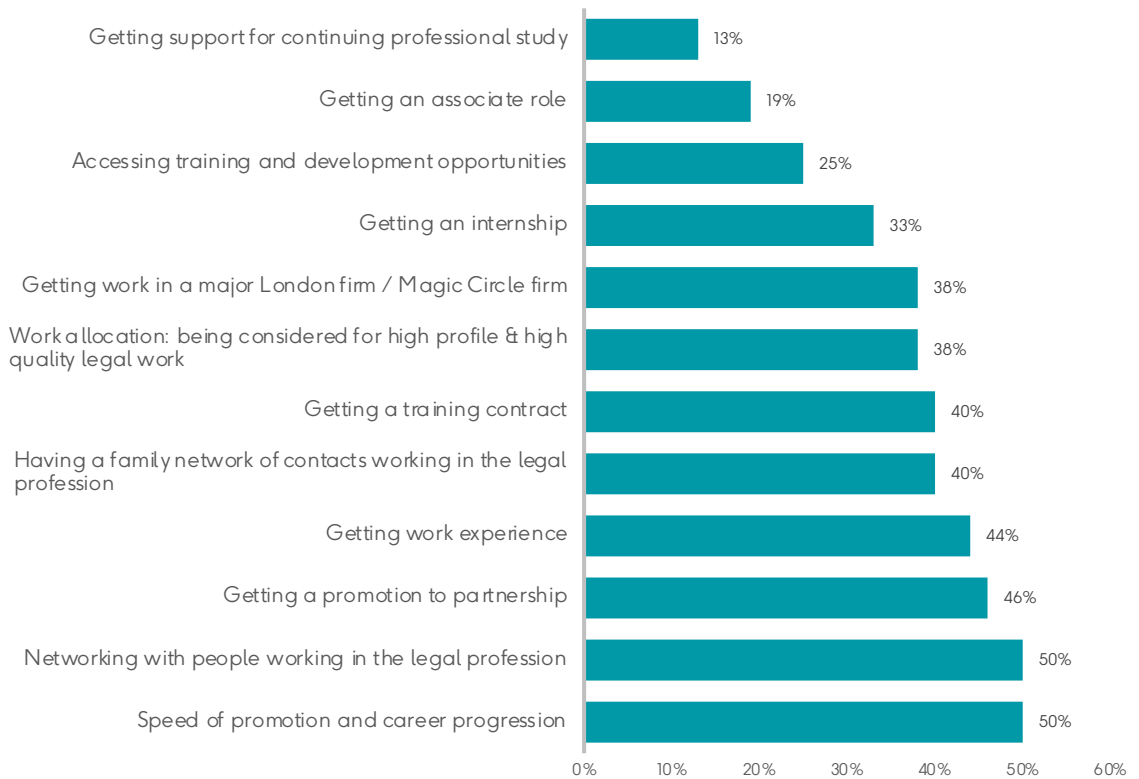 Getting support for continuing professional study
13%
Getting an associate role
19%
Accessing training and development opportunities
25%
Getting an internship
33%
Getting work in a major London firm / Magic Circle firm
38%
Work allocation: being considered for high profile & high
quality legal work
38%
Getting a training contract
40%
Having a family network of contacts working in the legal
profession
40%
Getting work experience
44%
Getting a promotion to partnership
46%
Networking with people working in the legal profession
50%
Speed of promotion and career progression
50%
0% 10% 20% 30% 40% 50% 60%